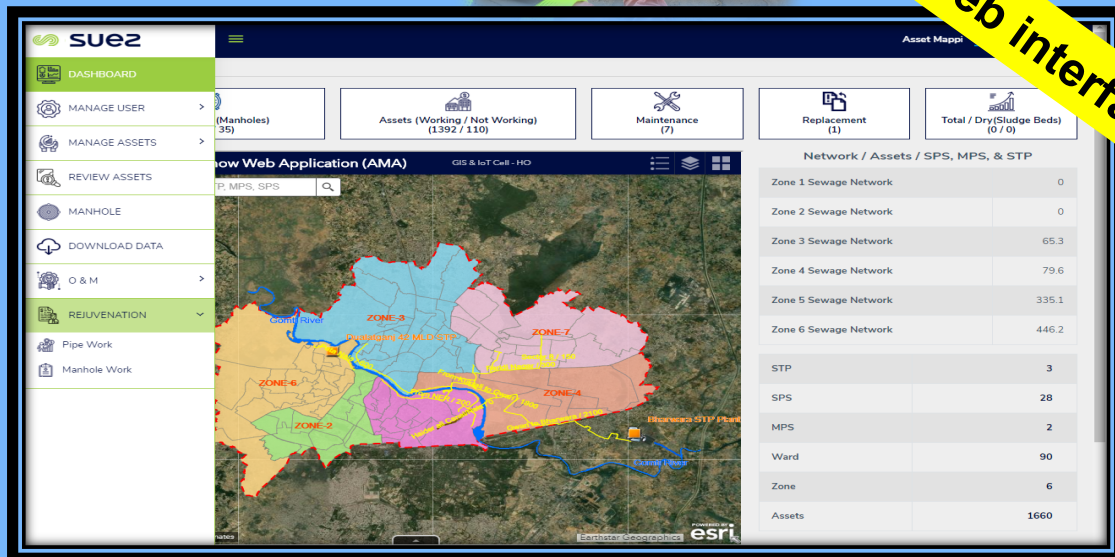 eb interfa
suez
Asset Mappi
DASHBOARD
MANAGE USER
MANAGE ASSETS
REVIEW ASSETS
MANHOLE
DOWNLOAD DATA
O & M
REJUVENATION
Pipe Work
Manhole Work
(Manholes)
35)
Assets (Working / Not Working)
(1392 / 110)
Maintenance
(7)
Replacement
(1)
Total / Dry(Sludge Beds)
(0 / 0)
now Web Application (AMA)
GIS & IoT Cell - HO
TP, MPS, SPS
Gomti River
ZONE-3
ZONE-7
ZONE-6
ZONE-4
ZONE-2
Bharwara STP Plant
Earthstar Geographics
POWERED BY
esri
Network / Assets / SPS, MPS, & STP
Zone 1 Sewage Network 0
Zone 2 Sewage Network 0
Zone 3 Sewage Network 65.3
Zone 4 Sewage Network 79.6
Zone 5 Sewage Network 335.1
Zone 6 Sewage Network 446.2
STP 3
SPS 28
MPS 2
Ward 90
Zone 6
Assets 1660